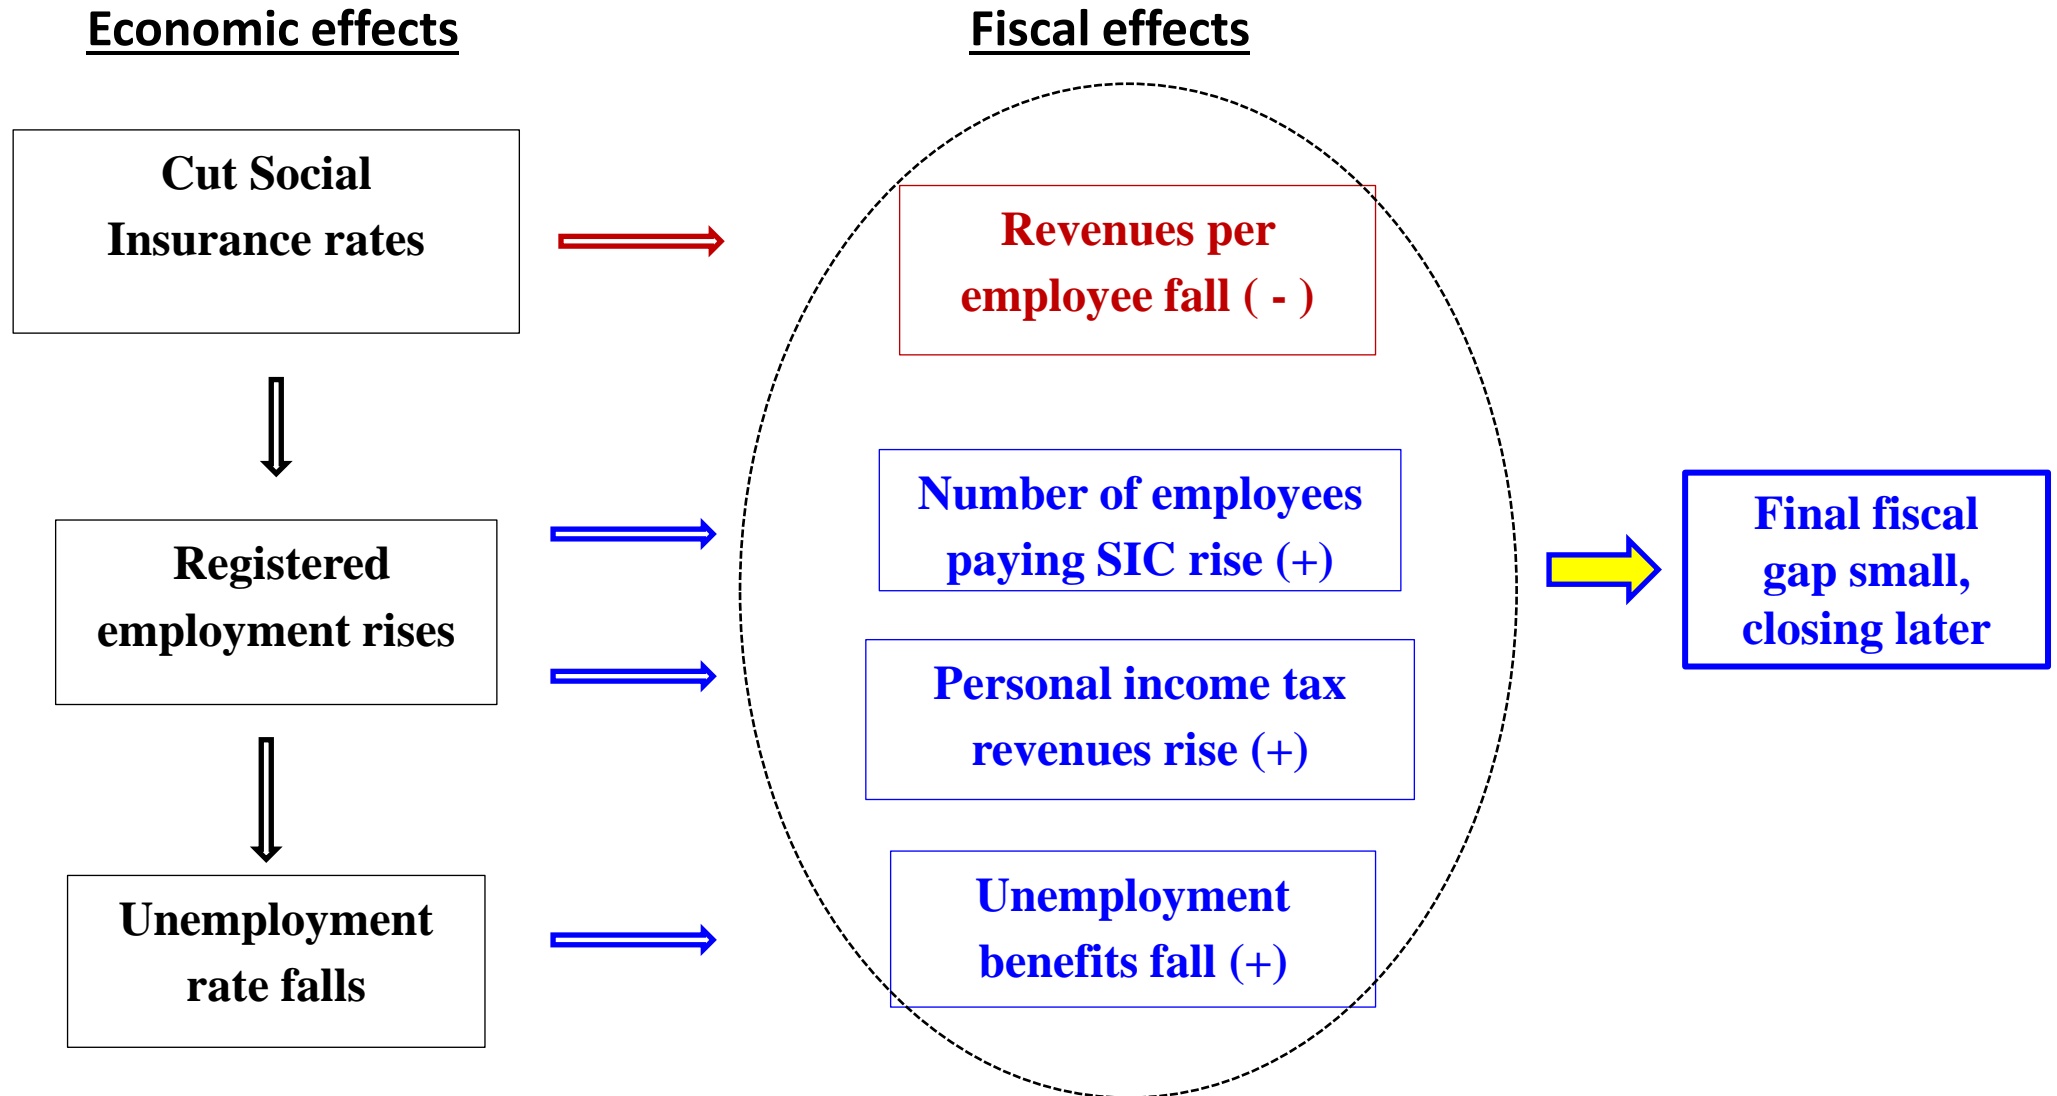 Economic effects
Fiscal effects
Cut Social
Insurance rates
Revenues per
employee fall ( - )
Registered
employment rises
Number of employees
paying SIC rise (+)
Personal income tax
revenues rise (+)
Final fiscal
gap small,
closing later
Unemployment
rate falls
Unemployment
benefits fall (+)